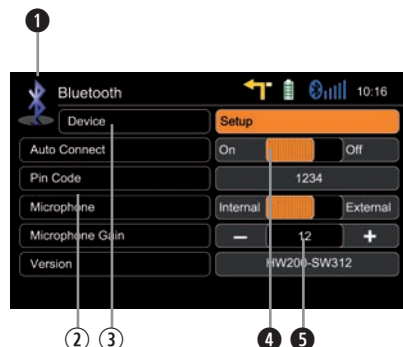 1
Bluetooth 10:16
Device Setup
Auto Connect On Off
Pin Code 1234
Microphone Internal External
Microphone Gain − 12 +
Version HW200-SW312
2 3 4 5